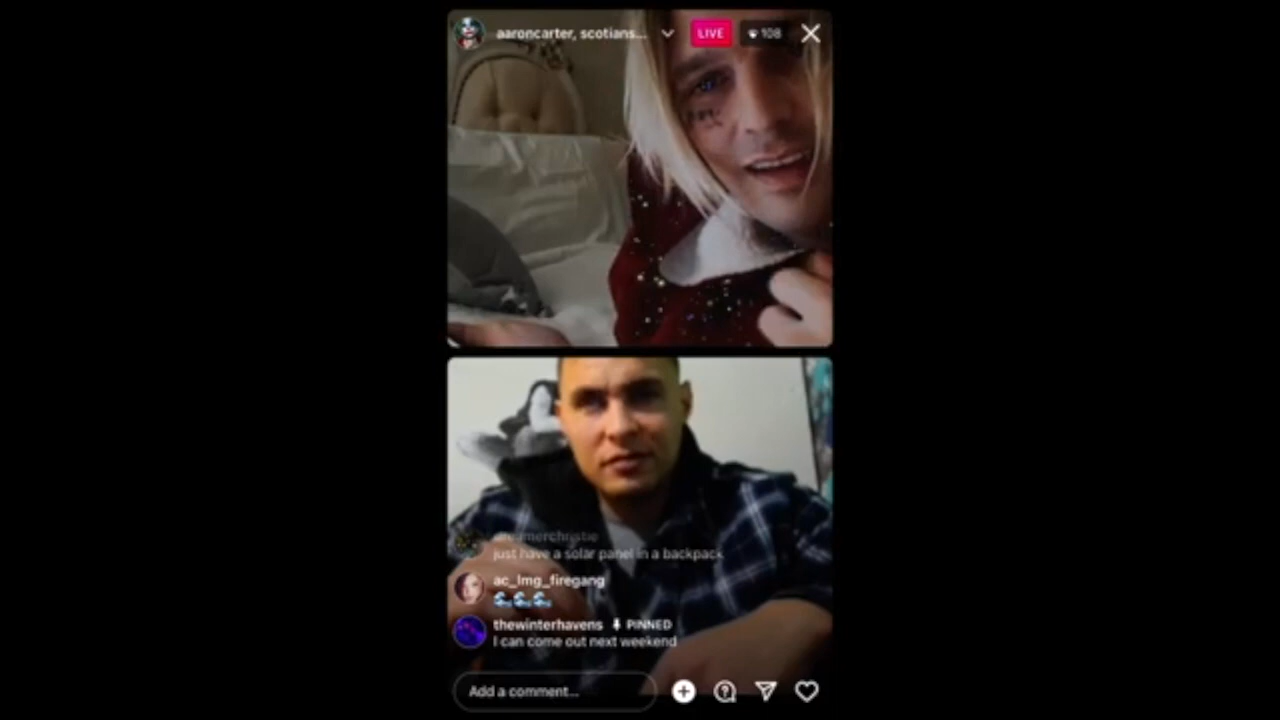 aaroncarter, scotians...
LIVE
108
just have a solar panel in a backpack
ac_lmg_firegang
thewinterhavens PINNED
I can come out next weekend
Add a comment...